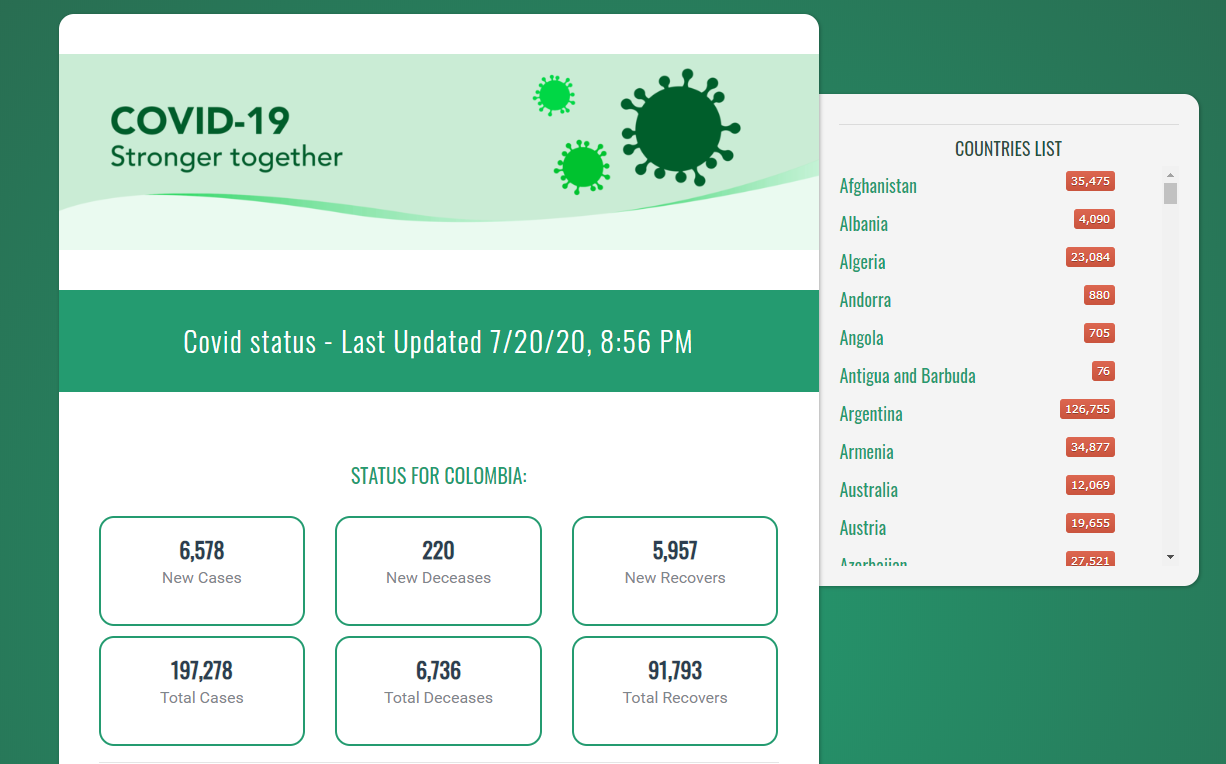 COVID-19
Stronger together
Covid status - Last Updated 7/20/20, 8:56 PM
STATUS FOR COLOMBIA:
6,578
New Cases
220
New Deceases
5,957
New Recovers
197,278
Total Cases
6,736
Total Deceases
91,793
Total Recovers
COUNTRIES LIST
Afghanistan 35,475
Albania 4,090
Algeria 23,084
Andorra 880
Angola 705
Antigua and Barbuda 76
Argentina 126,755
Armenia 34,877
Australia 12,069
Austria 19,655
Azerbaijan 27,521